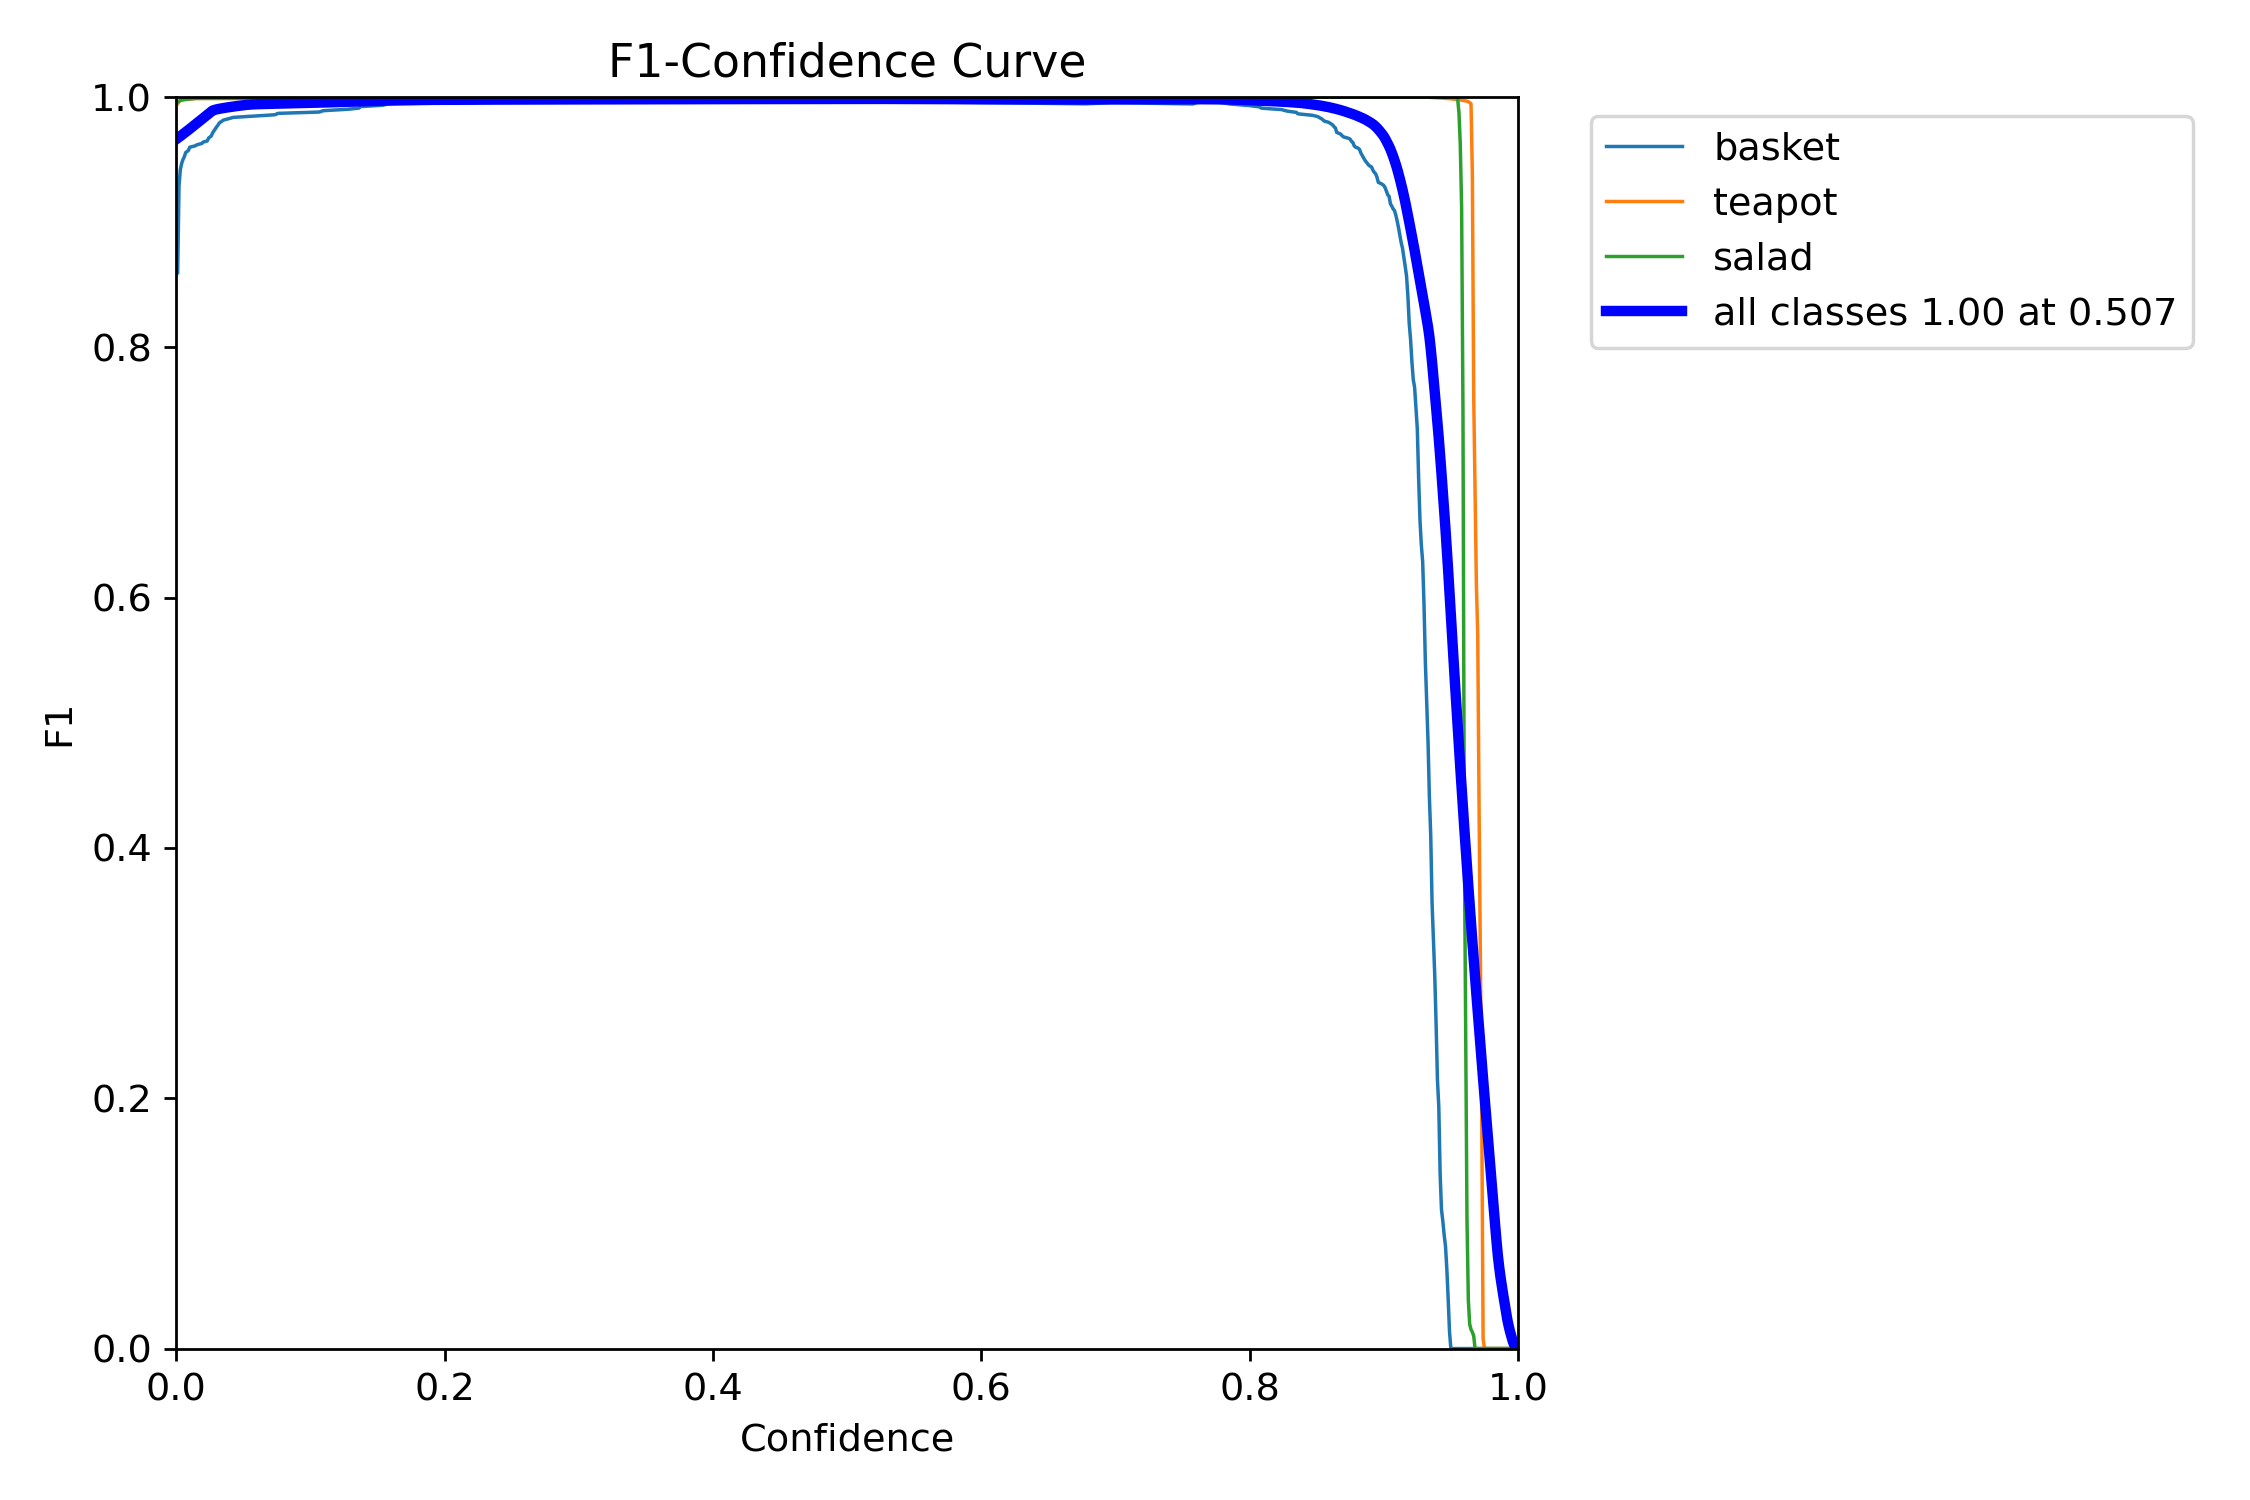 F1-Confidence Curve
1.0
0.8
0.6
0.4
0.2
0.0
F1
0.0 0.2 0.4 0.6 0.8 1.0
Confidence
basket
teapot
salad
all classes 1.00 at 0.507